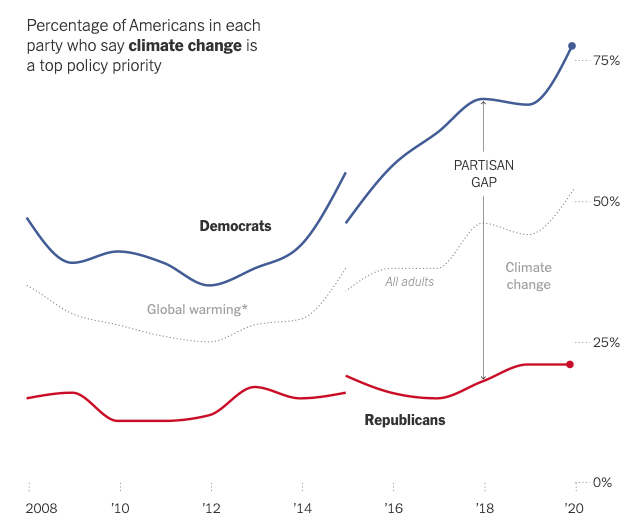 Percentage of Americans in each
party who say climate change is
a top policy priority
75%
PARTISAN
GAP
50%
Democrats
Climate
change
All adults
Global warming*
25%
Republicans
0%
2008 ’10 ’12 ’14 ’16 ’18 ’20